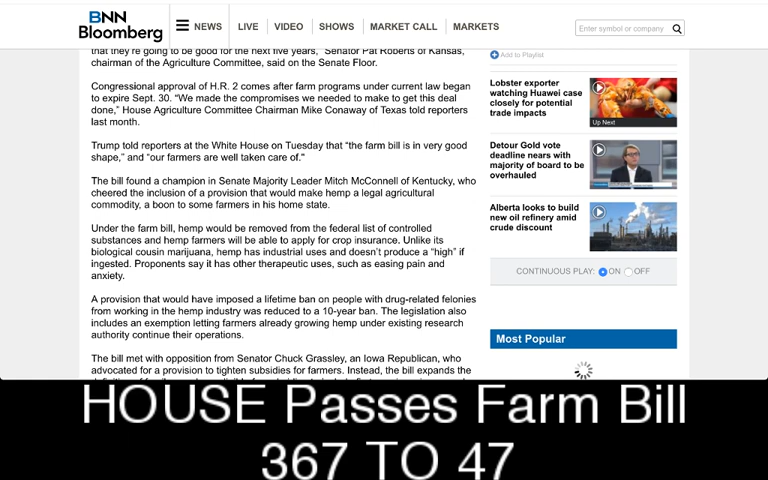 BNN
Bloomberg
NEWS
LIVE
VIDEO
SHOWS
MARKET CALL
MARKETS
Enter symbol or company
that they're going to be good for the next five years," Senator Pat Roberts of Kansas,
chairman of the Agriculture Committee, said on the Senate Floor.
Congressional approval of H.R. 2 comes after farm programs under current law began
to expire Sept. 30. “We made the compromises we needed to make to get this deal
done,” House Agriculture Committee Chairman Mike Conaway of Texas told reporters
last month.
Trump told reporters at the White House on Tuesday that “the farm bill is in very good
shape,” and “our farmers are well taken care of."
The bill found a champion in Senate Majority Leader Mitch McConnell of Kentucky, who
cheered the inclusion of a provision that would make hemp a legal agricultural
commodity, a boon to some farmers in his home state.
Under the farm bill, hemp would be removed from the federal list of controlled
substances and hemp farmers will be able to apply for crop insurance. Unlike its
biological cousin marijuana, hemp has industrial uses and doesn’t produce a “high” if
ingested. Proponents say it has other therapeutic uses, such as easing pain and
anxiety.
A provision that would have imposed a lifetime ban on people with drug-related felonies
from working in the hemp industry was reduced to a 10-year ban. The legislation also
includes an exemption letting farmers already growing hemp under existing research
authority continue their operations.
The bill met with opposition from Senator Chuck Grassley, an Iowa Republican, who
advocated for a provision to tighten subsidies for farmers. Instead, the bill expands the
Add to Playlist
Lobster exporter
watching Huawei case
closely for potential
trade impacts
Up Next
Detour Gold vote
deadline nears with
majority of board to be
overhauled
Alberta looks to build
new oil refinery amid
crude discount
CONTINUOUS PLAY: ON OFF
Most Popular
HOUSE Passes Farm Bill
367 TO 47